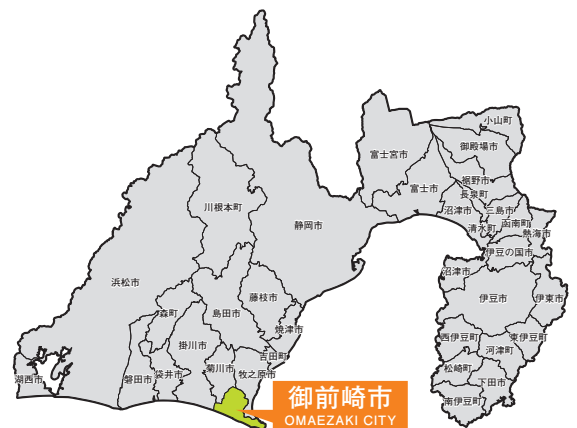 小山町
御殿場市
富士宮市
裾野市
富士市
長泉町
沼津市
三島市
函南町
清水町
熱海市
伊豆の国市
川根本町
静岡市
沼津市
浜松市
伊豆市
伊東市
藤枝市
森町
島田市
焼津市
西伊豆町
東伊豆町
掛川市
吉田町
河津町
菊川市
牧之原市
松崎町
湖西市
磐田市
袋井市
下田市
南伊豆町
御前崎市
OMAEZAKI CITY